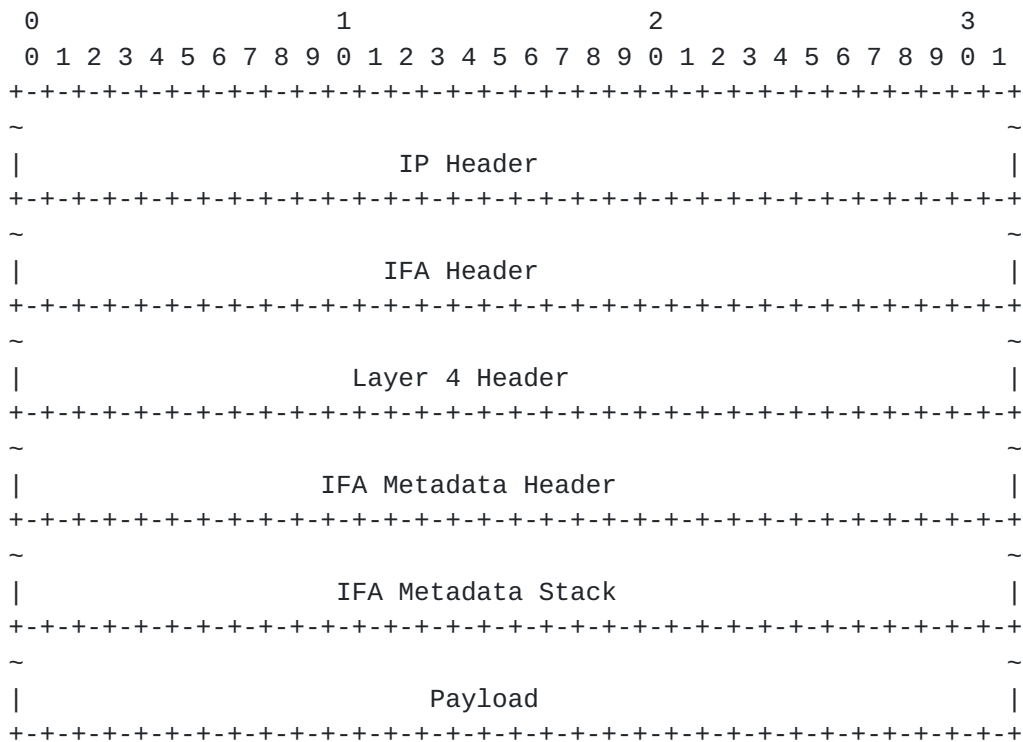 0                   1                   2                   3
 0 1 2 3 4 5 6 7 8 9 0 1 2 3 4 5 6 7 8 9 0 1 2 3 4 5 6 7 8 9 0 1
+-+-+-+-+-+-+-+-+-+-+-+-+-+-+-+-+-+-+-+-+-+-+-+-+-+-+-+-+-+-+-+-+
~                                                               ~
|                        IP Header                              |
+-+-+-+-+-+-+-+-+-+-+-+-+-+-+-+-+-+-+-+-+-+-+-+-+-+-+-+-+-+-+-+-+
~                                                               ~
|                       IFA Header                              |
+-+-+-+-+-+-+-+-+-+-+-+-+-+-+-+-+-+-+-+-+-+-+-+-+-+-+-+-+-+-+-+-+
~                                                               ~
|                     Layer 4 Header                            |
+-+-+-+-+-+-+-+-+-+-+-+-+-+-+-+-+-+-+-+-+-+-+-+-+-+-+-+-+-+-+-+-+
~                                                               ~
|                   IFA Metadata Header                         |
+-+-+-+-+-+-+-+-+-+-+-+-+-+-+-+-+-+-+-+-+-+-+-+-+-+-+-+-+-+-+-+-+
~                                                               ~
|                    IFA Metadata Stack                         |
+-+-+-+-+-+-+-+-+-+-+-+-+-+-+-+-+-+-+-+-+-+-+-+-+-+-+-+-+-+-+-+-+
~                                                               ~
|                          Payload                              |
+-+-+-+-+-+-+-+-+-+-+-+-+-+-+-+-+-+-+-+-+-+-+-+-+-+-+-+-+-+-+-+-+